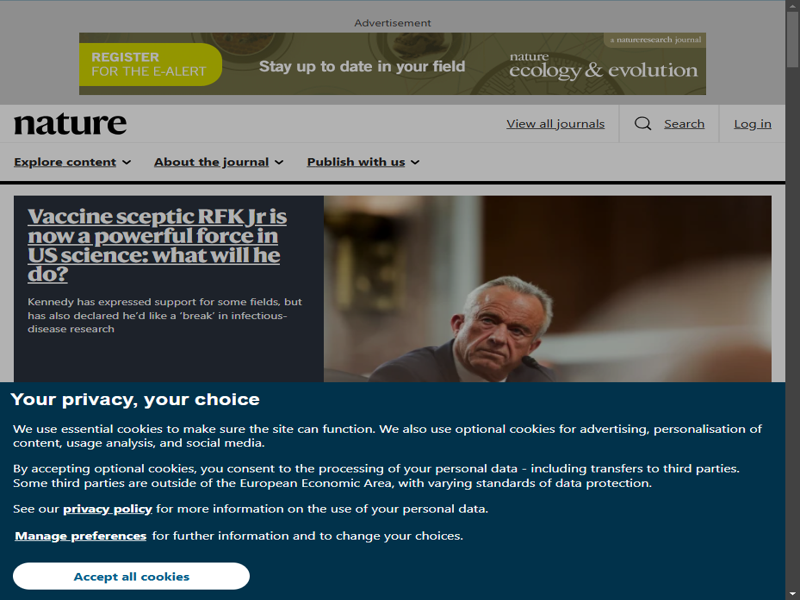 Advertisement
a natureresearch journal
REGISTER
FOR THE E-ALERT
Stay up to date in your field
nature
ecology & evolution
nature
View all journals
Search
Log in
Explore content
About the journal
Publish with us
Vaccine sceptic RFK Jr is
now a powerful force in
US science: what will he
do?
Kennedy has expressed support for some fields, but
has also declared he'd like a ‘break’ in infectious-
disease research
Your privacy, your choice
We use essential cookies to make sure the site can function. We also use optional cookies for advertising, personalisation of
content, usage analysis, and social media.
By accepting optional cookies, you consent to the processing of your personal data - including transfers to third parties.
Some third parties are outside of the European Economic Area, with varying standards of data protection.
See our privacy policy for more information on the use of your personal data.
Manage preferences for further information and to change your choices.
Accept all cookies